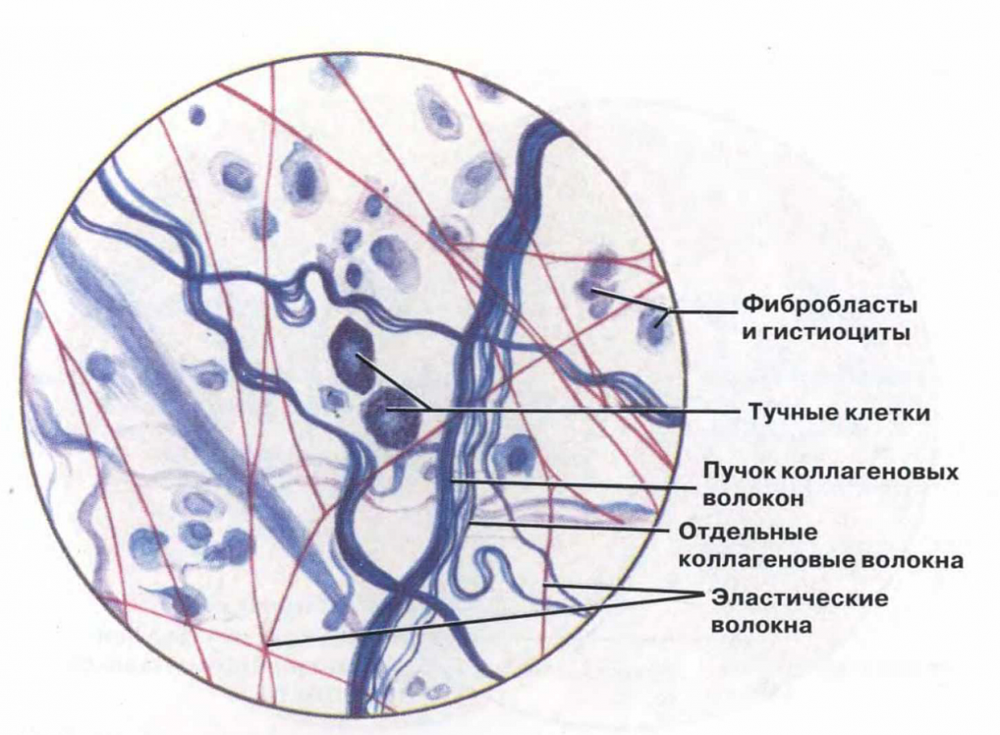 Фибробласты
и гистиоциты
Тучные клетки
Пучок коллагеновых
волокон
Отдельные
коллагеновые волокна
Эластические
волокна